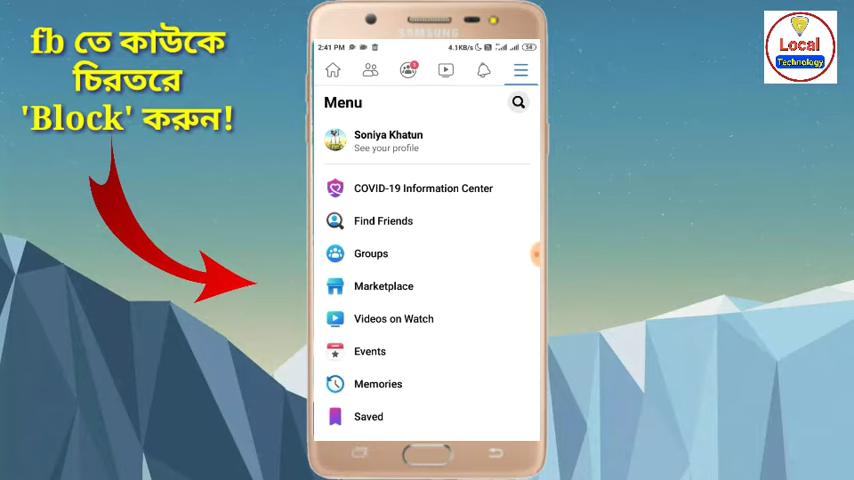 fb তে কাউকে
চিরতরে
'Block' করুন!
SAMSUNG
2:41 PM
4.1KB/s
54
Menu
Soniya Khatun
See your profile
COVID-19 Information Center
Find Friends
Groups
Marketplace
Videos on Watch
Events
Memories
Saved
Local
Technology